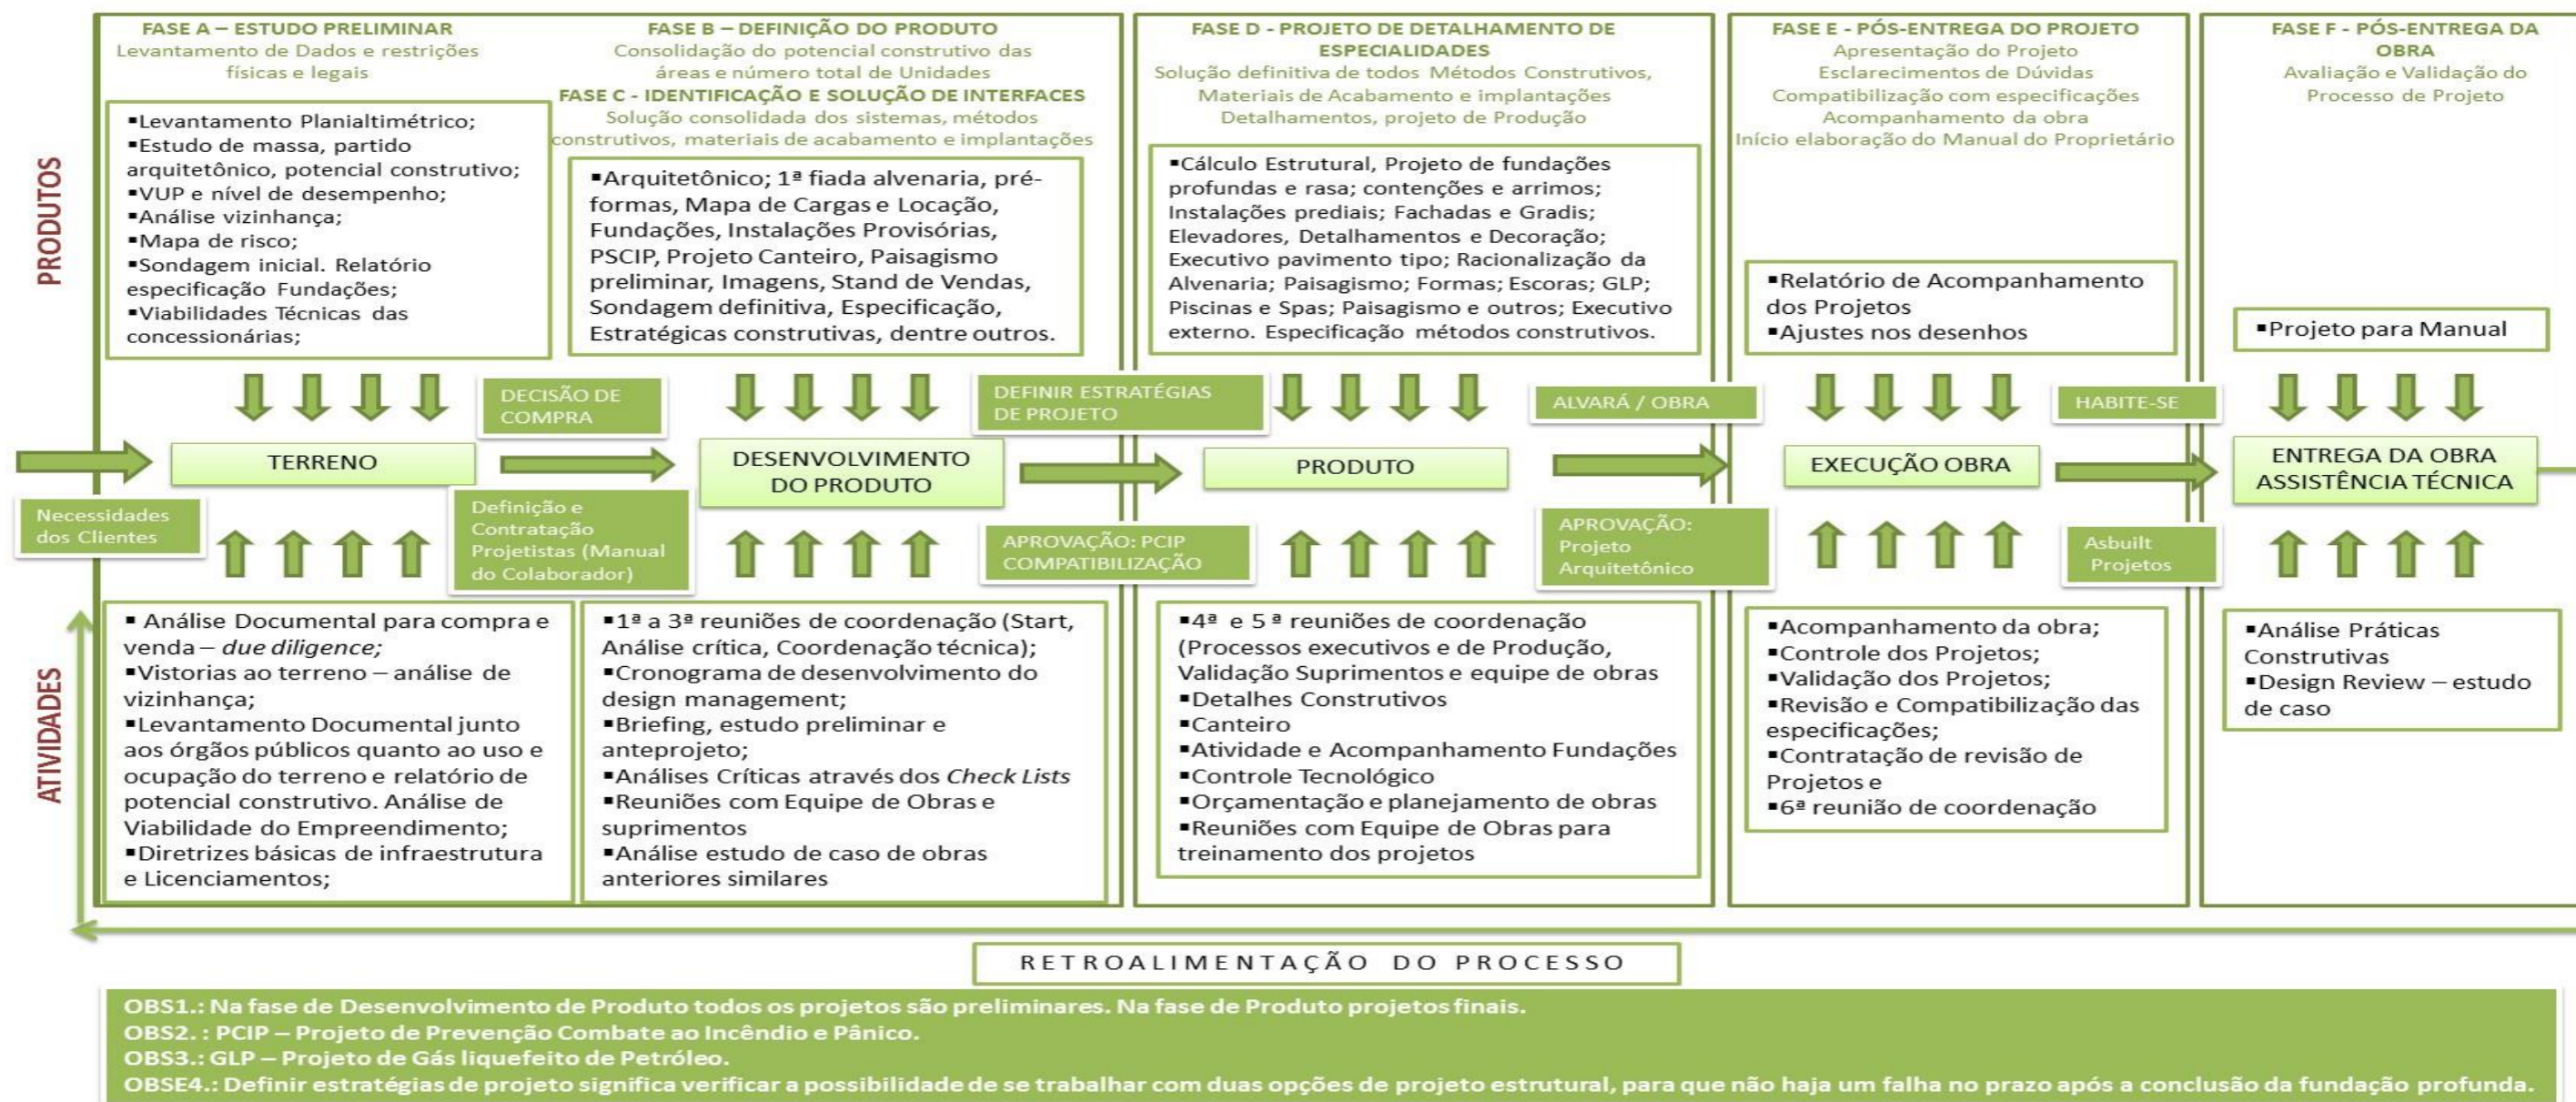 FASE A – ESTUDO PRELIMINAR
Levantamento de Dados e restrições
físicas e legais
FASE B – DEFINIÇÃO DO PRODUTO
Consolidação do potencial construtivo das
áreas e número total de Unidades
FASE C - IDENTIFICAÇÃO E SOLUÇÃO DE INTERFACES
Solução consolidada dos sistemas, métodos
construtivos, materiais de acabamento e implantações
FASE D - PROJETO DE DETALHAMENTO DE
ESPECIALIDADES
Solução definitiva de todos Métodos Construtivos,
Materiais de Acabamento e implantações
Detalhamentos, projeto de Produção
FASE E - PÓS-ENTREGA DO PROJETO
Apresentação do Projeto
Esclarecimentos de Dúvidas
Compatibilização com especificações
Acompanhamento da obra
Início elaboração do Manual do Proprietário
FASE F - PÓS-ENTREGA DA
OBRA
Avaliação e Validação do
Processo de Projeto
PRODUTOS
▪Levantamento Planialtimétrico;
▪Estudo de massa, partido
arquitetônico, potencial construtivo;
▪VUP e nível de desempenho;
▪Análise vizinhança;
▪Mapa de risco;
▪Sondagem inicial. Relatório
especificação Fundações;
▪Viabilidades Técnicas das
concessionárias;
▪Arquitetônico; 1ª fiada alvenaria, pré-
formas, Mapa de Cargas e Locação,
Fundações, Instalações Provisórias,
PSCIP, Projeto Canteiro, Paisagismo
preliminar, Imagens, Stand de Vendas,
Sondagem definitiva, Especificação,
Estratégicas construtivas, dentre outros.
▪Cálculo Estrutural, Projeto de fundações
profundas e rasa; contenções e arrimos;
Instalações prediais; Fachadas e Gradis;
Elevadores, Detalhamentos e Decoração;
Executivo pavimento tipo; Racionalização da
Alvenaria; Paisagismo; Formas; Escoras; GLP;
Piscinas e Spas; Paisagismo e outros; Executivo
externo. Especificação métodos construtivos.
▪Relatório de Acompanhamento
dos Projetos
▪Ajustes nos desenhos
▪Projeto para Manual
DECISÃO DE
COMPRA
DEFINIR ESTRATÉGIAS
DE PROJETO
ALVARÁ / OBRA
HABITE-SE
TERRENO
DESENVOLVIMENTO
DO PRODUTO
PRODUTO
EXECUÇÃO OBRA
ENTREGA DA OBRA
ASSISTÊNCIA TÉCNICA
Necessidades
dos Clientes
Definição e
Contratação
Projetistas (Manual
do Colaborador)
APROVAÇÃO: PCIP
COMPATIBILIZAÇÃO
APROVAÇÃO:
Projeto
Arquitetônico
Asbuilt
Projetos
ATIVIDADES
▪ Análise Documental para compra e
venda – due diligence;
▪Vistorias ao terreno – análise de
vizinhança;
▪Levantamento Documental junto
aos órgãos públicos quanto ao uso e
ocupação do terreno e relatório de
potencial construtivo. Análise de
Viabilidade do Empreendimento;
▪Diretrizes básicas de infraestrutura
e Licenciamentos;
▪1ª a 3ª reuniões de coordenação (Start,
Análise crítica, Coordenação técnica);
▪Cronograma de desenvolvimento do
design management;
▪Briefing, estudo preliminar e
anteprojeto;
▪Análises Críticas através dos Check Lists
▪Reuniões com Equipe de Obras e
suprimentos
▪Análise estudo de caso de obras
anteriores similares
▪4ª e 5 ª reuniões de coordenação
(Processos executivos e de Produção,
Validação Suprimentos e equipe de obras
▪Detalhes Construtivos
▪Canteiro
▪Atividade e Acompanhamento Fundações
▪Controle Tecnológico
▪Orçamentação e planejamento de obras
▪Reuniões com Equipe de Obras para
treinamento dos projetos
▪Acompanhamento da obra;
▪Controle dos Projetos;
▪Validação dos Projetos;
▪Revisão e Compatibilização das
especificações;
▪Contratação de revisão de
Projetos e
▪6ª reunião de coordenação
▪Análise Práticas
Construtivas
▪Design Review – estudo
de caso
RETROALIMENTAÇÃO DO PROCESSO
OBS1.: Na fase de Desenvolvimento de Produto todos os projetos são preliminares. Na fase de Produto projetos finais.
OBS2. : PCIP – Projeto de Prevenção Combate ao Incêndio e Pânico.
OBS3.: GLP – Projeto de Gás liquefeito de Petróleo.
OBSE4.: Definir estratégias de projeto significa verificar a possibilidade de se trabalhar com duas opções de projeto estrutural, para que não haja um falha no prazo após a conclusão da fundação profunda.